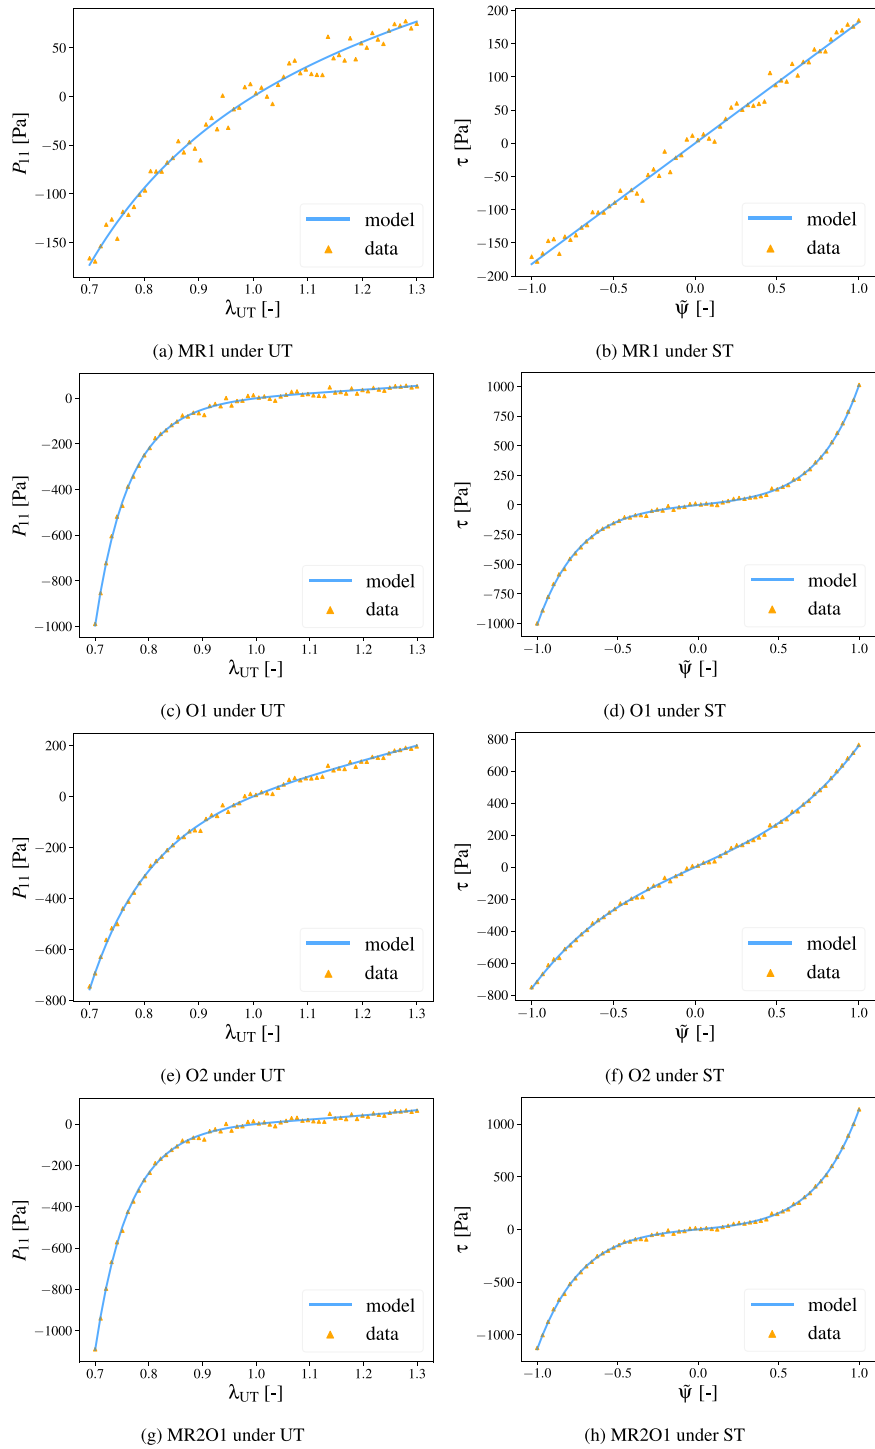 50
0
−50
−100
−150
P11 [Pa]
model
data
0.7 0.8 0.9 1.0 1.1 1.2 1.3
λUT [-]
(a) MR1 under UT
200
150
100
50
0
−50
−100
−150
−200
τ [Pa]
model
data
−1.0 −0.5 0.0 0.5 1.0
ψ̃ [-]
(b) MR1 under ST
0
−200
−400
−600
−800
−1000
P11 [Pa]
model
data
0.7 0.8 0.9 1.0 1.1 1.2 1.3
λUT [-]
(c) O1 under UT
1000
750
500
250
0
−250
−500
−750
−1000
τ [Pa]
model
data
−1.0 −0.5 0.0 0.5 1.0
ψ̃ [-]
(d) O1 under ST
200
0
−200
−400
−600
−800
P11 [Pa]
model
data
0.7 0.8 0.9 1.0 1.1 1.2 1.3
λUT [-]
(e) O2 under UT
800
600
400
200
0
−200
−400
−600
−800
τ [Pa]
model
data
−1.0 −0.5 0.0 0.5 1.0
ψ̃ [-]
(f) O2 under ST
0
−200
−400
−600
−800
−1000
P11 [Pa]
model
data
0.7 0.8 0.9 1.0 1.1 1.2 1.3
λUT [-]
(g) MR2O1 under UT
1000
500
0
−500
−1000
τ [Pa]
model
data
−1.0 −0.5 0.0 0.5 1.0
ψ̃ [-]
(h) MR2O1 under ST